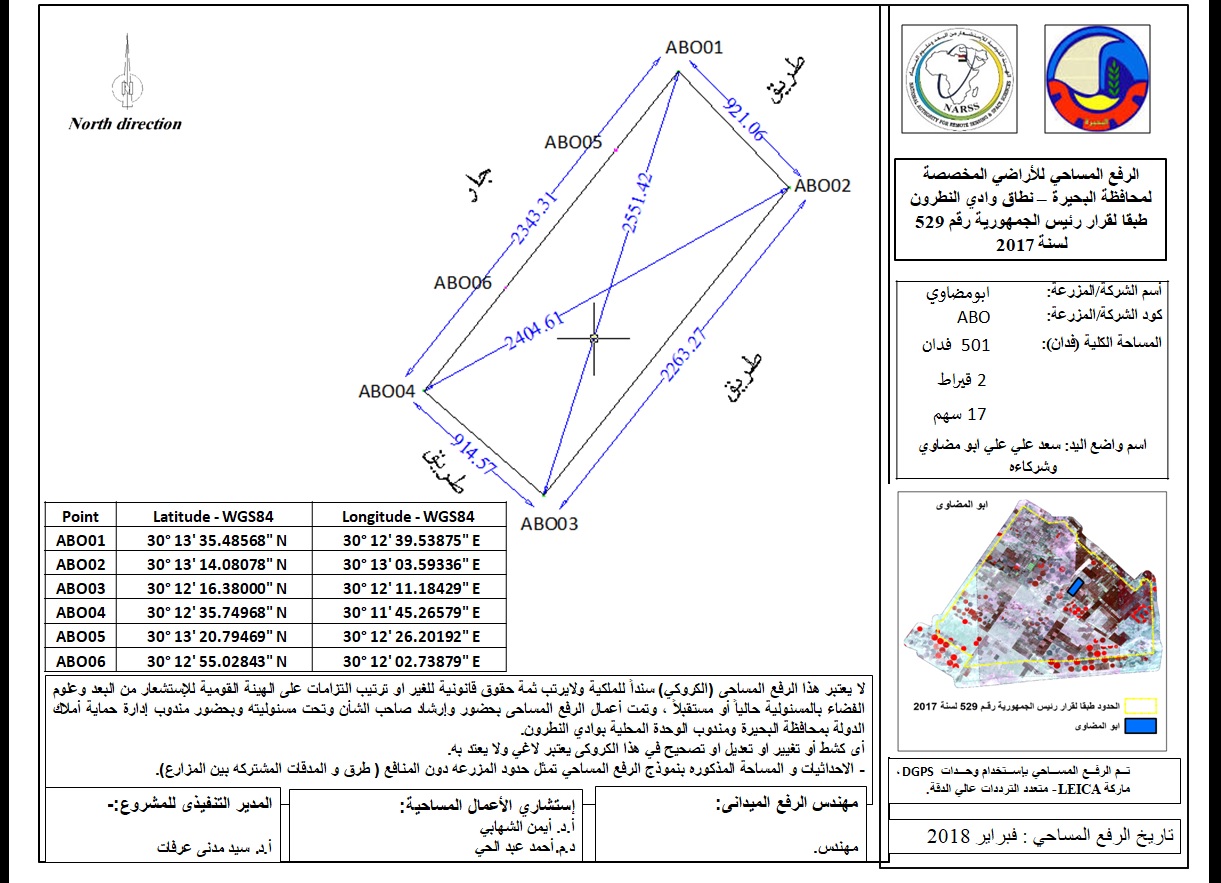 North direction
ABO01
طريق
921.06
ABO05
ABO02
جار
2343.31
2551.42
ABO06
2404.61
2263.27
طريق
ABO04
914.57
طريق
ABO03
Point Latitude - WGS84 Longitude - WGS84
ABO01 30° 13' 35.48568" N 30° 12' 39.53875" E
ABO02 30° 13' 14.08078" N 30° 13' 03.59336" E
ABO03 30° 12' 16.38000" N 30° 12' 11.18429" E
ABO04 30° 12' 35.74968" N 30° 11' 45.26579" E
ABO05 30° 13' 20.79469" N 30° 12' 26.20192" E
ABO06 30° 12' 55.02843" N 30° 12' 02.73879" E
لا يعتبر هذا الرفع المساحى (الكروكي) سنداً للملكية ولايرتب ثمة حقوق قانونية للغير او ترتيب التزامات على الهيئة القومية للإستشعار من البعد وعلوم
الفضاء بالمسئولية حالياً أو مستقبلاً ، وتمت أعمال الرفع المساحى بحضور وإرشاد صاحب الشأن وتحت مسئوليته وبحضور مندوب إدارة حماية أملاك
الدولة بمحافظة البحيرة ومندوب الوحدة المحلية بوادي النطرون.
أى كشط أو تغيير او تعديل او تصحيح في هذا الكروكى يعتبر لاغي ولا يعتد به.
- الاحداثيات و المساحة المذكوره بنموذج الرفع المساحي تمثل حدود المزرعه دون المنافع ( طرق و المدقات المشتركه بين المزارع).
مهندس الرفع الميدانى:
مهندس.
إستشاري الأعمال المساحية:
أ.د. أيمن الشهابي
د.م.أحمد عبد الحي
المدير التنفيذى للمشروع:-
أ.د. سيد مدنى عرفات
NARSS
NATIONAL AUTHORITY FOR REMOTE SENSING & SPACE SCIENCES
البحيرة
الرفع المساحي للأراضي المخصصة
لمحافظة البحيرة – نطاق وادي النطرون
طبقا لقرار رئيس الجمهورية رقم 529
لسنة 2017
أسم الشركة/المزرعة: ابومضاوي
كود الشركة/المزرعة: ABO
المساحة الكلية (فدان): 501 فدان
2 قيراط
17 سهم
اسم واضع اليد: سعد علي علي ابو مضاوي
وشركاءه
ابو المضاوى
الحدود طبقا لقرار رئيس الجمهورية رقم 529 لسنة 2017
ابو المضاوى
تـم الرفـع المسـاحي بإسـتخدام وحـدات DGPS ،
ماركة LEICA - متعدد الترددات عالي الدقة.
تاريخ الرفع المساحي : فبراير 2018